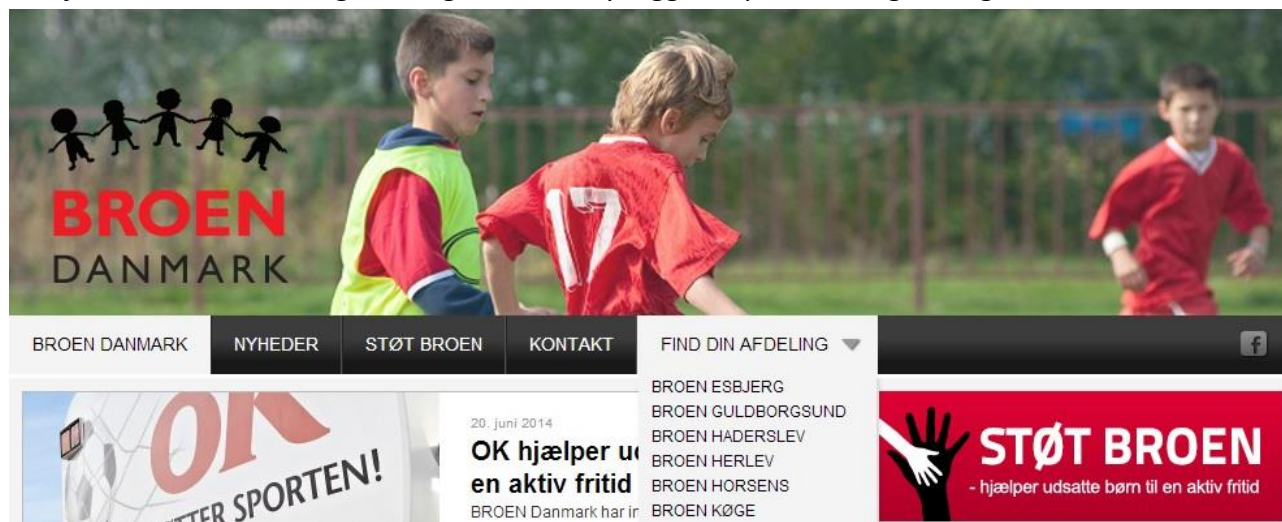 17
BROEN
DANMARK
BROEN DANMARK
NYHEDER
STØT BROEN
KONTAKT
FIND DIN AFDELING
f
BROEN ESBJERG
BROEN GULDBORGSUND
BROEN HADERSLEV
BROEN HERLEV
BROEN HORSENS
BROEN KØGE
OK
SPORTEN!
20. juni 2014
OK hjælper
en aktiv fritid
BROEN Danmark har
STØT BROEN
- hjælper udsatte børn til en aktiv fritid